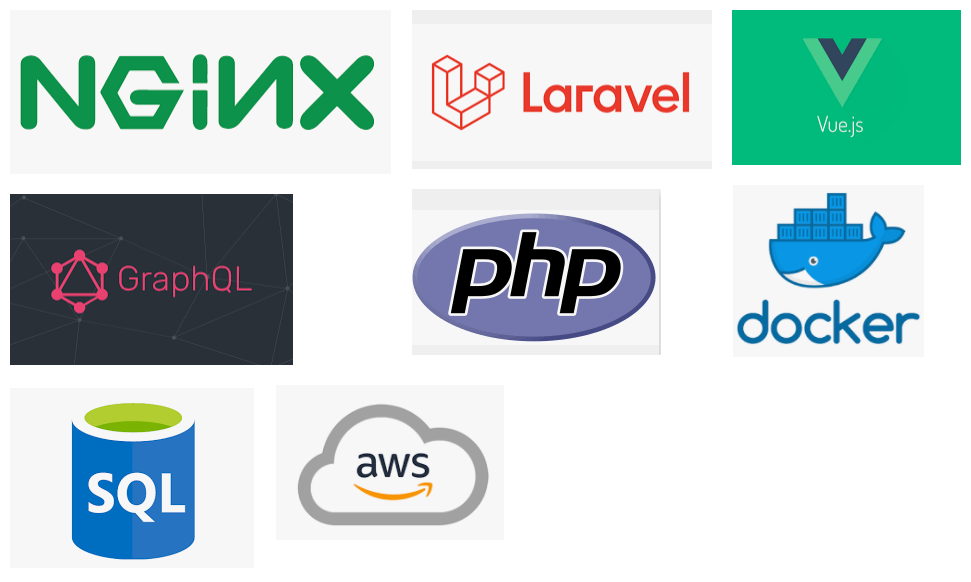 NGiNX
Laravel
Vue.js
GraphQL
php
docker
SQL
aws